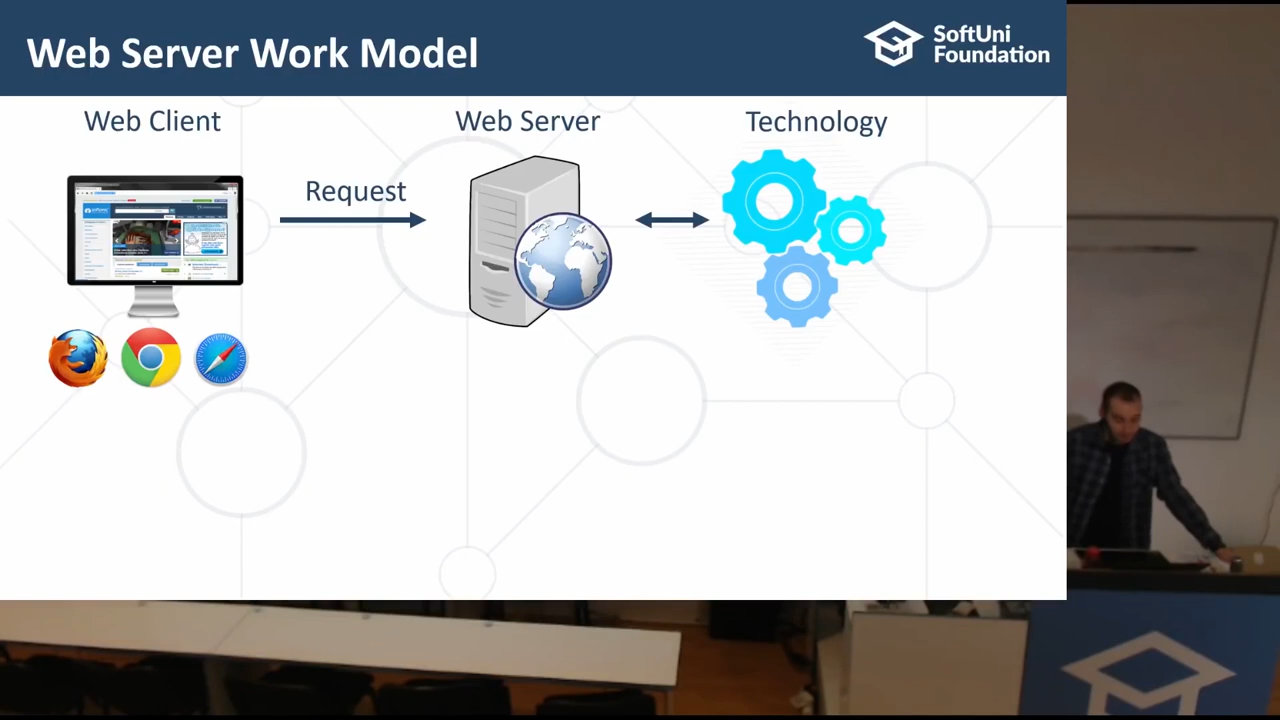 Web Server Work Model
SoftUni
Foundation
Web Client
Web Server
Technology
Request